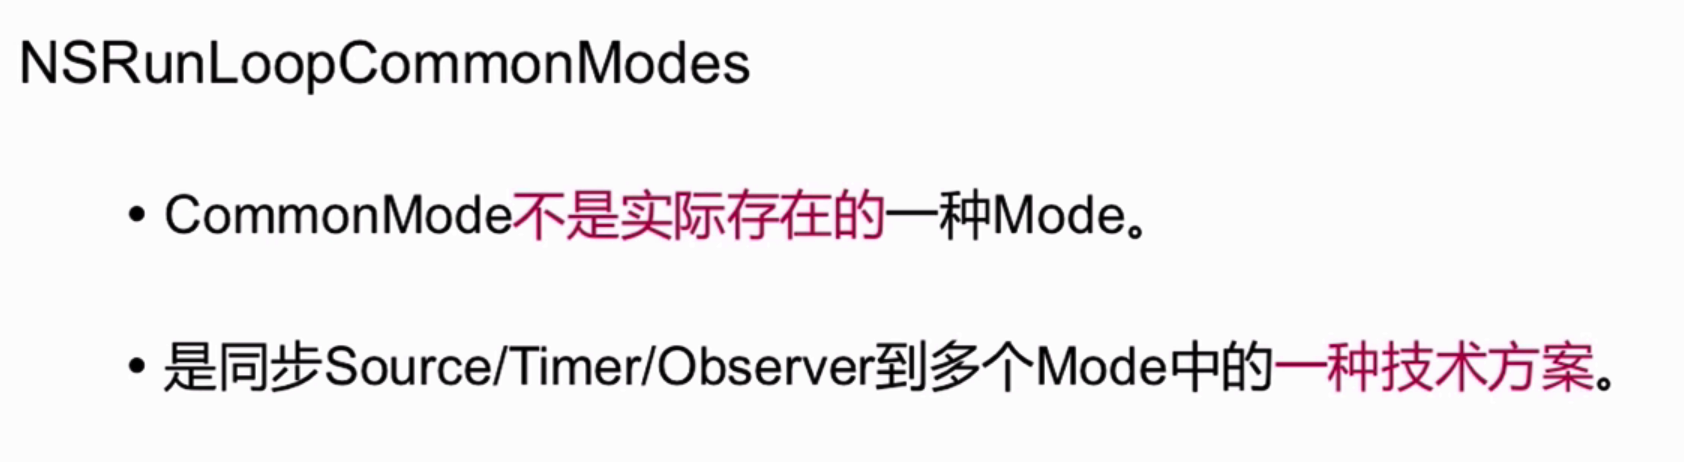 NSRunLoopCommonModes
• CommonMode不是实际存在的一种Mode。
• 是同步Source/Timer/Observer到多个Mode中的一种技术方案。